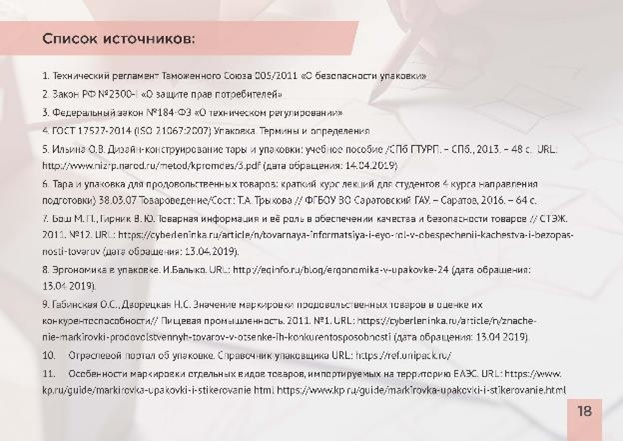 Список источников:
1. Технический регламент Таможенного Союза 005/2011 «О безопасности упаковки»
2. Закон РФ №2300-I «О защите прав потребителей»
3. Федеральный закон №184-ФЗ «О техническом регулировании»
4. ГОСТ 17527-2014 (ISO 21067:2007) Упаковка. Термины и определения
5. Ильина О.В. Дизайн-конструирование тары и упаковки: учебное пособие /СПб ГТУРП. – СПб., 2013. – 48 с. URL:
http://www.nizrp.narod.ru/metod/kpromdes/3.pdf (дата обращения: 14.04.2019)
6. Тара и упаковка для продовольственных товаров: краткий курс лекций для студентов 4 курса направления
подготовки) 38.03.07 Товароведение/Сост.: Т.А. Трыкова // ФГБОУ ВО Саратовский ГАУ. – Саратов, 2016. – 64 с.
7. Бош М. П., Гирник В. Ю. Товарная информация и её роль в обеспечении качества и безопасности товаров // СТЭЖ.
2011. №12. URL: https://cyberleninka.ru/article/n/tovarnaya-informatsiya-i-eyo-rol-v-obespechenii-kachestva-i-bezopas-
nosti-tovarov (дата обращения: 13.04.2019).
8. Эргономика в упаковке. И.Балыко. URL: http://eqinfo.ru/blog/ergonomika-v-upakovke-24 (дата обращения:
13.04.2019).
9. Габинская О.С., Дворецкая Н.С. Значение маркировки продовольственных товаров в оценке их
конкурентоспособности// Пищевая промышленность. 2011. №1. URL: https://cyberleninka.ru/article/n/znache-
nie-markirovki-prodovolstvennyh-tovarov-v-otsenke-ih-konkurentosposobnosti (дата обращения: 13.04.2019).
10. Отраслевой портал об упаковке. Справочник упаковщика URL: https://ref.unipack.ru/
11. Особенности маркировки отдельных видов товаров, импортируемых на территорию ЕАЭС. URL: https://www.
kp.ru/guide/markirovka-upakovki-i-stikerovanie.html https://www.kp.ru/guide/markirovka-upakovki-i-stikerovanie.html
18